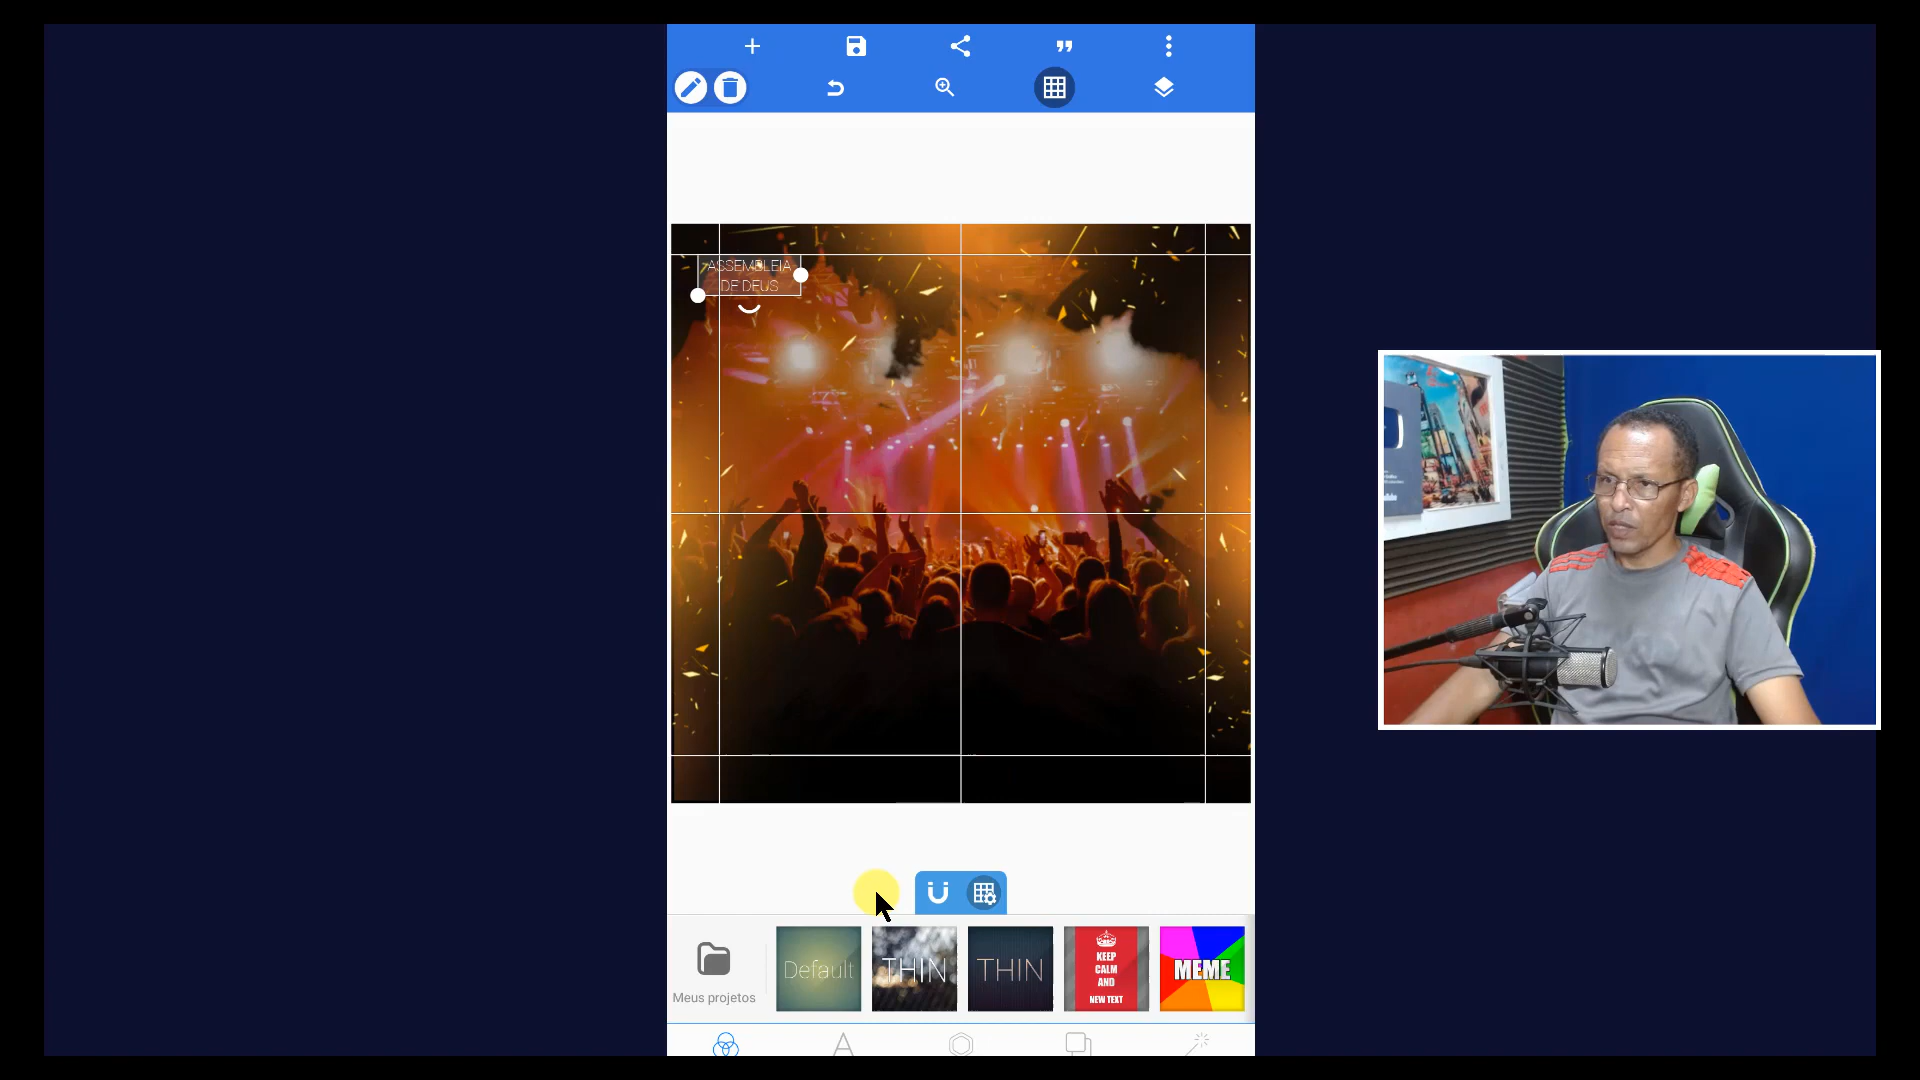 ASSEMBLEIA
DE DEUS
Meus projetos
Default
THIN
THIN
KEEP
CALM
AND
NEW TEXT
MEME